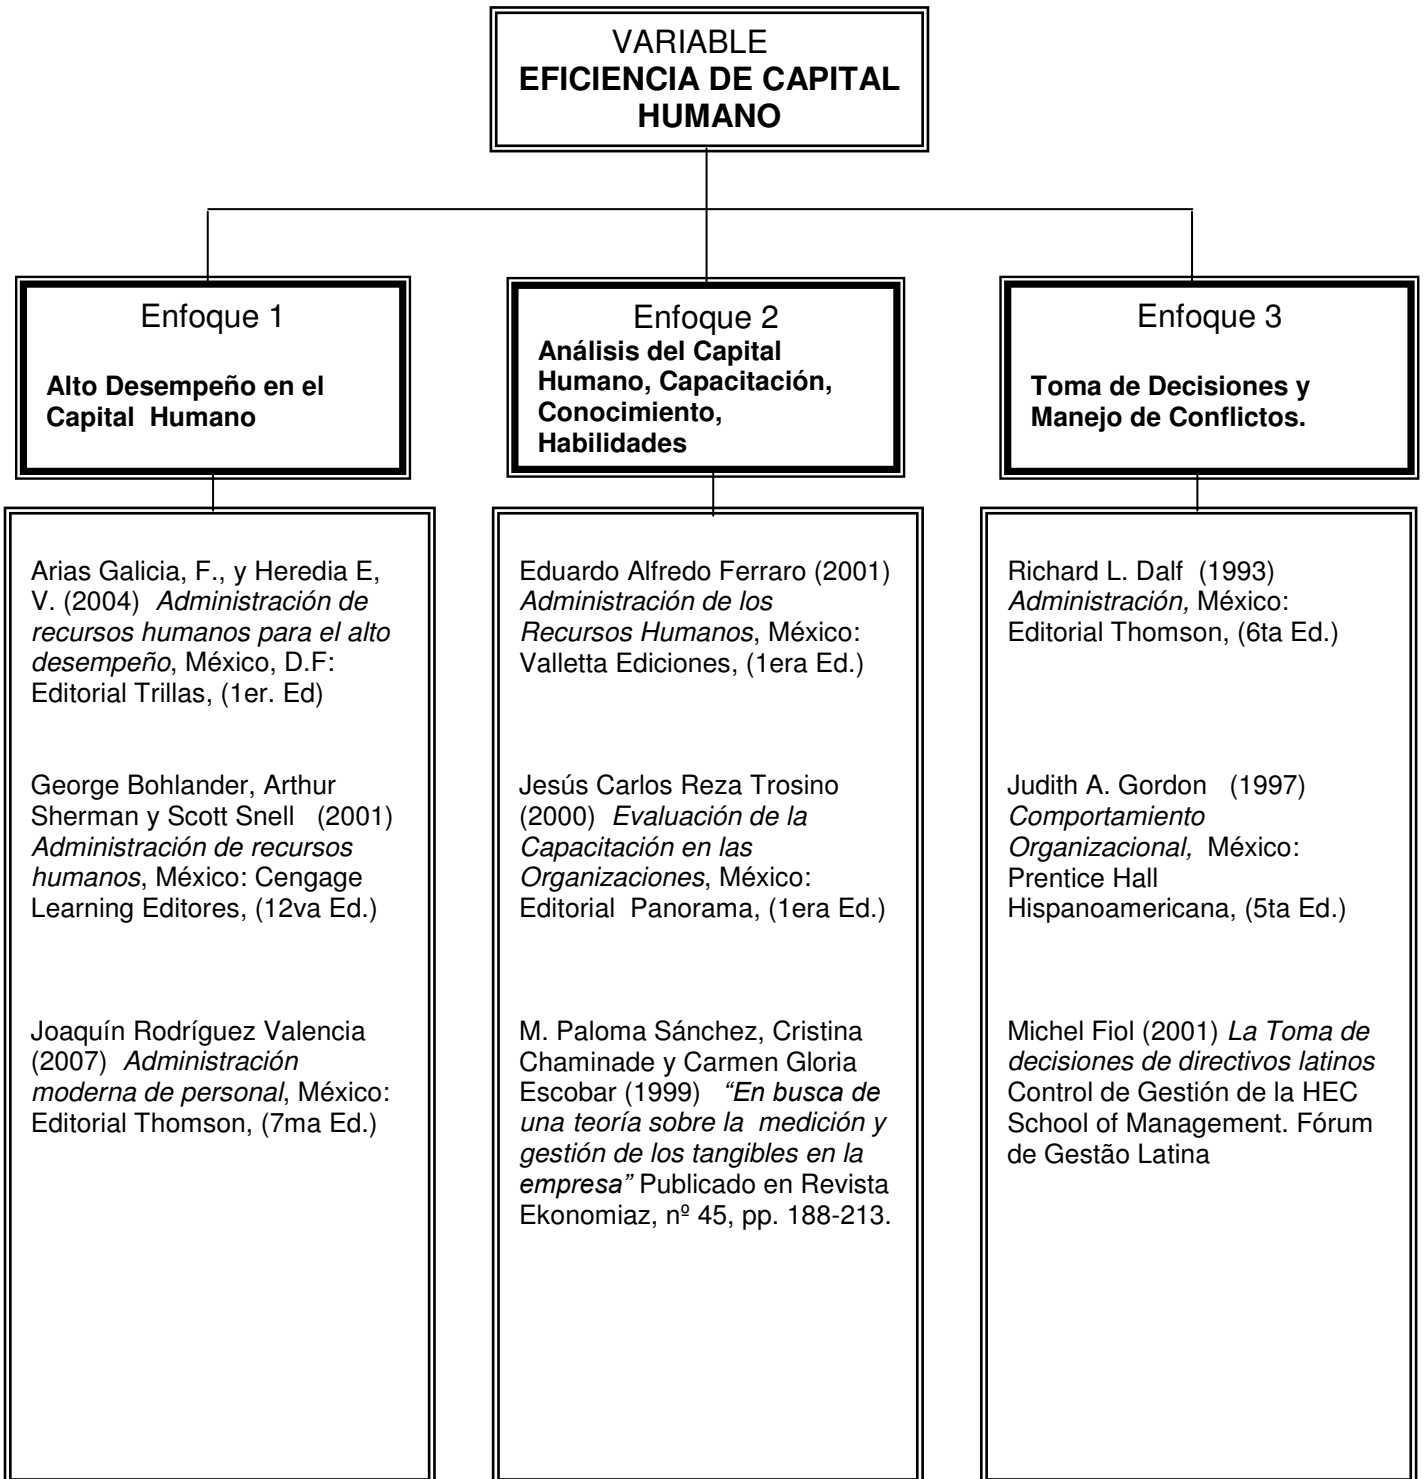 VARIABLE
EFICIENCIA DE CAPITAL
HUMANO
Enfoque 1
Alto Desempeño en el
Capital Humano
Enfoque 2
Análisis del Capital
Humano, Capacitación,
Conocimiento,
Habilidades
Enfoque 3
Toma de Decisiones y
Manejo de Conflictos.
Arias Galicia, F., y Heredia E,
V. (2004) Administración de
recursos humanos para el alto
desempeño, México, D.F:
Editorial Trillas, (1er. Ed)
George Bohlander, Arthur
Sherman y Scott Snell (2001)
Administración de recursos
humanos, México: Cengage
Learning Editores, (12va Ed.)
Joaquín Rodríguez Valencia
(2007) Administración
moderna de personal, México:
Editorial Thomson, (7ma Ed.)
Eduardo Alfredo Ferraro (2001)
Administración de los
Recursos Humanos, México:
Valletta Ediciones, (1era Ed.)
Jesús Carlos Reza Trosino
(2000) Evaluación de la
Capacitación en las
Organizaciones, México:
Editorial Panorama, (1era Ed.)
M. Paloma Sánchez, Cristina
Chaminade y Carmen Gloria
Escobar (1999) "En busca de
una teoría sobre la medición y
gestión de los tangibles en la
empresa" Publicado en Revista
Ekonomiaz, nº 45, pp. 188-213.
Richard L. Dalf (1993)
Administración, México:
Editorial Thomson, (6ta Ed.)
Judith A. Gordon (1997)
Comportamiento
Organizacional, México:
Prentice Hall
Hispanoamericana, (5ta Ed.)
Michel Fiol (2001) La Toma de
decisiones de directivos latinos
Control de Gestión de la HEC
School of Management. Fórum
de Gestão Latina